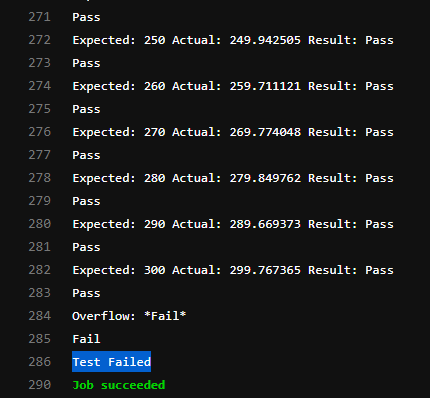 271 Pass
272 Expected: 250 Actual: 249.942505 Result: Pass
273 Pass
274 Expected: 260 Actual: 259.711121 Result: Pass
275 Pass
276 Expected: 270 Actual: 269.774048 Result: Pass
277 Pass
278 Expected: 280 Actual: 279.849762 Result: Pass
279 Pass
280 Expected: 290 Actual: 289.669373 Result: Pass
281 Pass
282 Expected: 300 Actual: 299.767365 Result: Pass
283 Pass
284 Overflow: *Fail*
285 Fail
286 Test Failed
290 Job succeeded